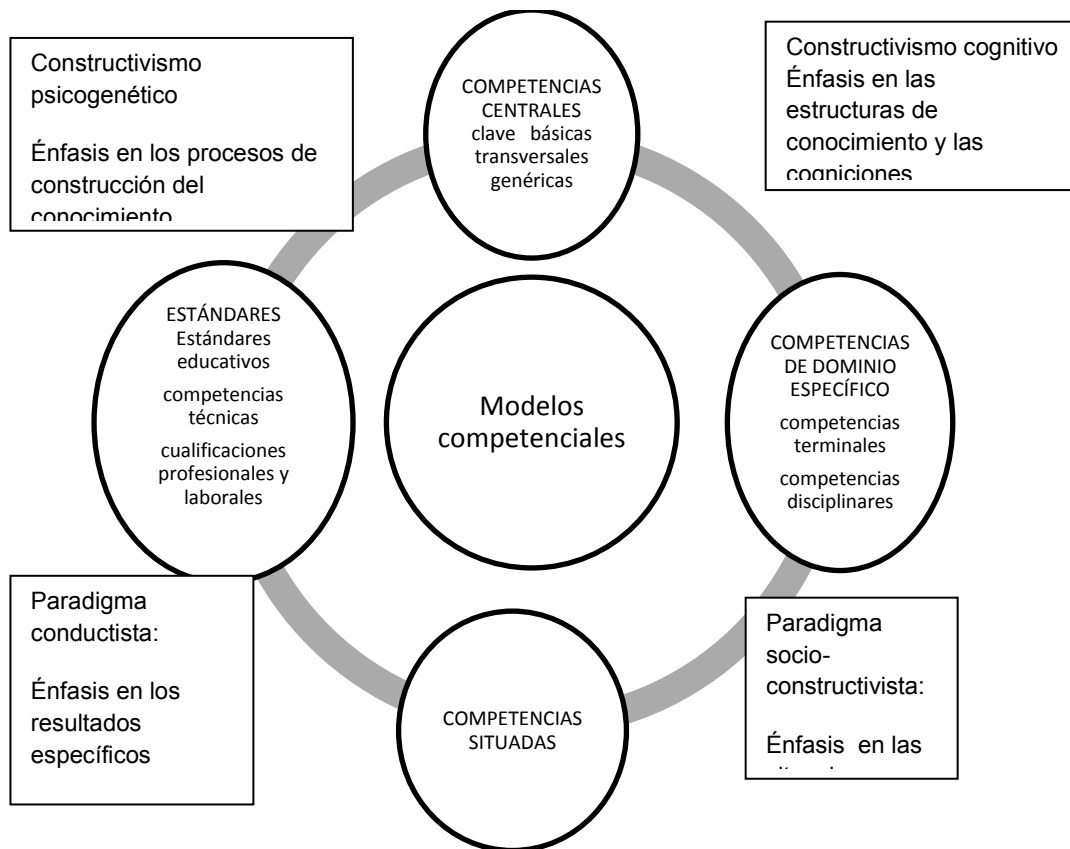 Constructivismo
psicogenético
Énfasis en los procesos de
construcción del
conocimiento
COMPETENCIAS
CENTRALES
clave básicas
transversales
genéricas
Constructivismo cognitivo
Énfasis en las
estructuras de
conocimiento y las
cogniciones
ESTÁNDARES
Estándares
educativos
competencias
técnicas
cualificaciones
profesionales y
laborales
Modelos
competenciales
COMPETENCIAS
DE DOMINIO
ESPECÍFICO
competencias
terminales
competencias
disciplinares
Paradigma
conductista:
Énfasis en los
resultados
específicos
COMPETENCIAS
SITUADAS
Paradigma
socio-
constructivista:
Énfasis en las